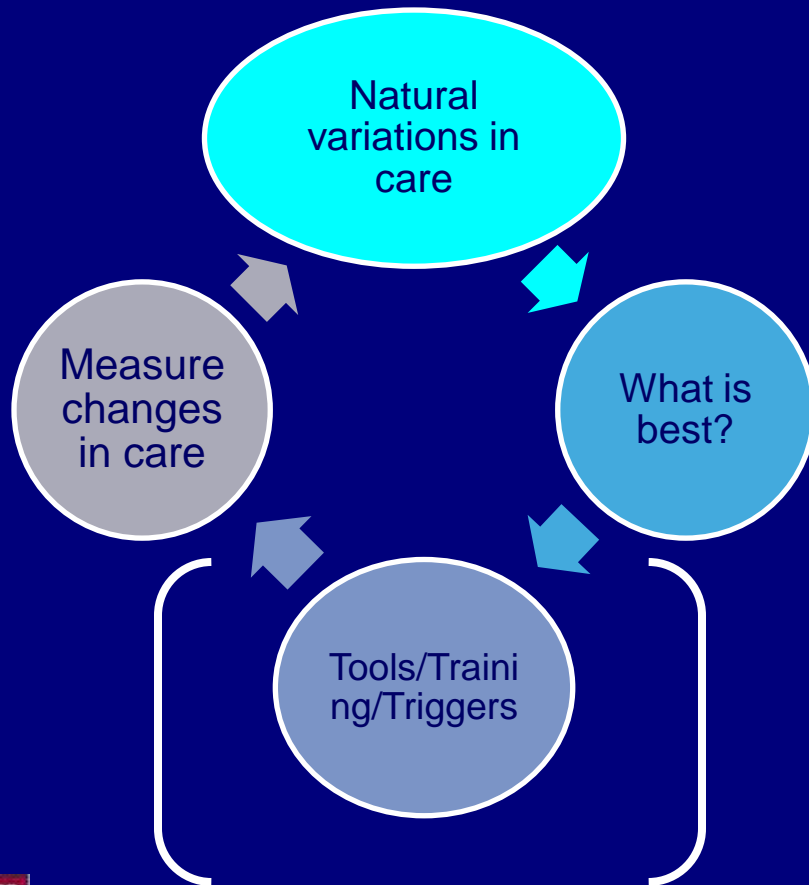 Natural
variations in
care
What is
best?
Tools/Traini
ng/Triggers
Measure
changes
in care